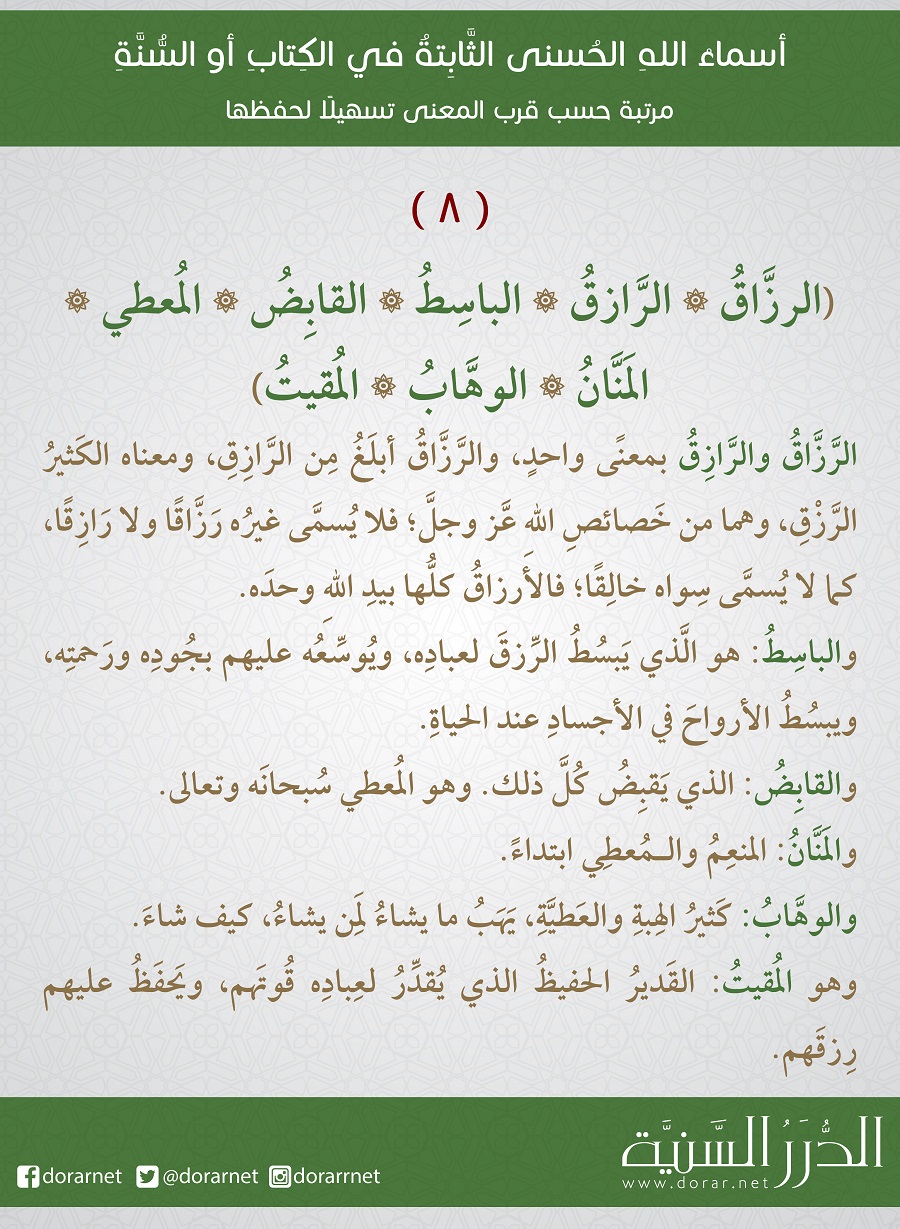 أسماء اللهِ الحُسنى الثَّابِتةُ في الكِتابِ أو السُّنَّةِ
مرتبة حسب قرب المعنى تسهيلًا لحفظها
( ٨ )
(الرزَّاقُ ۞ الرَّازقُ ۞ الباسِطُ ۞ القابِضُ ۞ المُعطي ۞
المَنَّانُ ۞ الوهَّابُ ۞ المُقيتُ)
الرَّزَّاقُ والرَّازِقُ بمعنًى واحدٍ، والرَّزَّاقُ أبلَغُ مِن الرَّازِقِ، ومعناه الكَثيرُ
الرَّزْقِ، وهما من خَصائصِ الله عَّز وجلَّ؛ فلا يُسمَّى غيرُه رَزَّاقًا ولا رَازِقًا،
كما لا يُسمَّى سِواه خالِقًا؛ فالأَرزاقُ كلُّها بيدِ اللهِ وحدَه.
والباسِطُ: هو الَّذي يَبسُطُ الرِّزقَ لعبادِه، ويُوسِّعُه عليهم بجُودِه ورَحمتِه،
ويبسُطُ الأرواحَ في الأجسادِ عند الحياةِ.
والقابِضُ: الذي يَقبِضُ كُلَّ ذلك. وهو المُعطي سُبحانَه وتعالى.
والمَنَّانُ: المنعِمُ والـمُعطِي ابتداءً.
والوهَّابُ: كَثيرُ الهِبةِ والعَطيَّةِ، يَهَبُ ما يشاءُ لِمَن يشاءُ، كيف شاءَ.
وهو المُقيتُ: القَديرُ الحفيظُ الذي يُقدِّرُ لعِبادِه قُوتَهم، ويَحفَظُ عليهم
رِزقَهم.
الدُّرَرُ السَّنيَّة
www.dorar.net
dorarnet @dorarnet dorarrnet